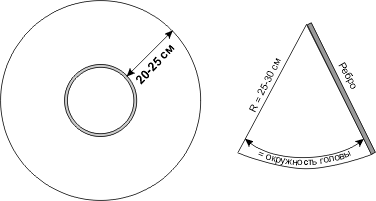 20-25 см
R = 25-30 см
Ребро
= окружность головы